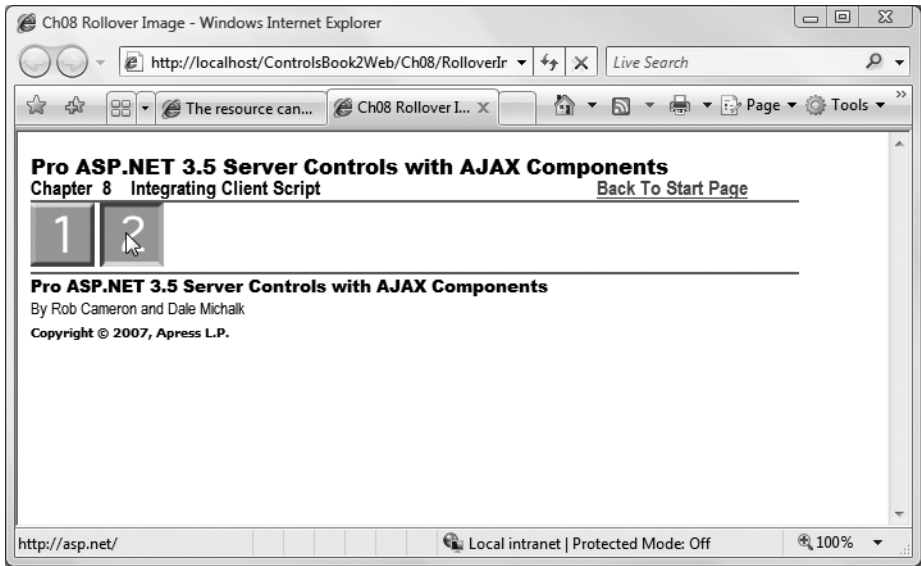 Ch08 Rollover Image - Windows Internet Explorer
http://localhost/ControlsBook2Web/Ch08/RolloverIr
Live Search
The resource can...
Ch08 Rollover I...
Page
Tools
Pro ASP.NET 3.5 Server Controls with AJAX Components
Chapter 8 Integrating Client Script
Back To Start Page
1 2
Pro ASP.NET 3.5 Server Controls with AJAX Components
By Rob Cameron and Dale Michalk
Copyright © 2007, Apress L.P.
http://asp.net/
Local intranet | Protected Mode: Off
100%